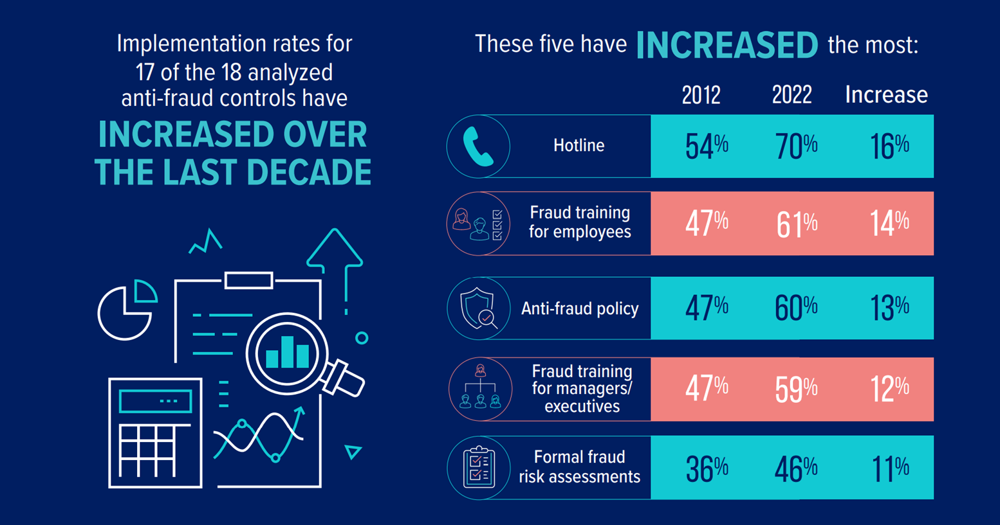 Implementation rates for
17 of the 18 analyzed
anti-fraud controls have
INCREASED OVER
THE LAST DECADE
These five have INCREASED the most:
2012 2022 Increase
Hotline 54% 70% 16%
Fraud training
for employees 47% 61% 14%
Anti-fraud policy 47% 60% 13%
Fraud training
for managers/
executives 47% 59% 12%
Formal fraud
risk assessments 36% 46% 11%